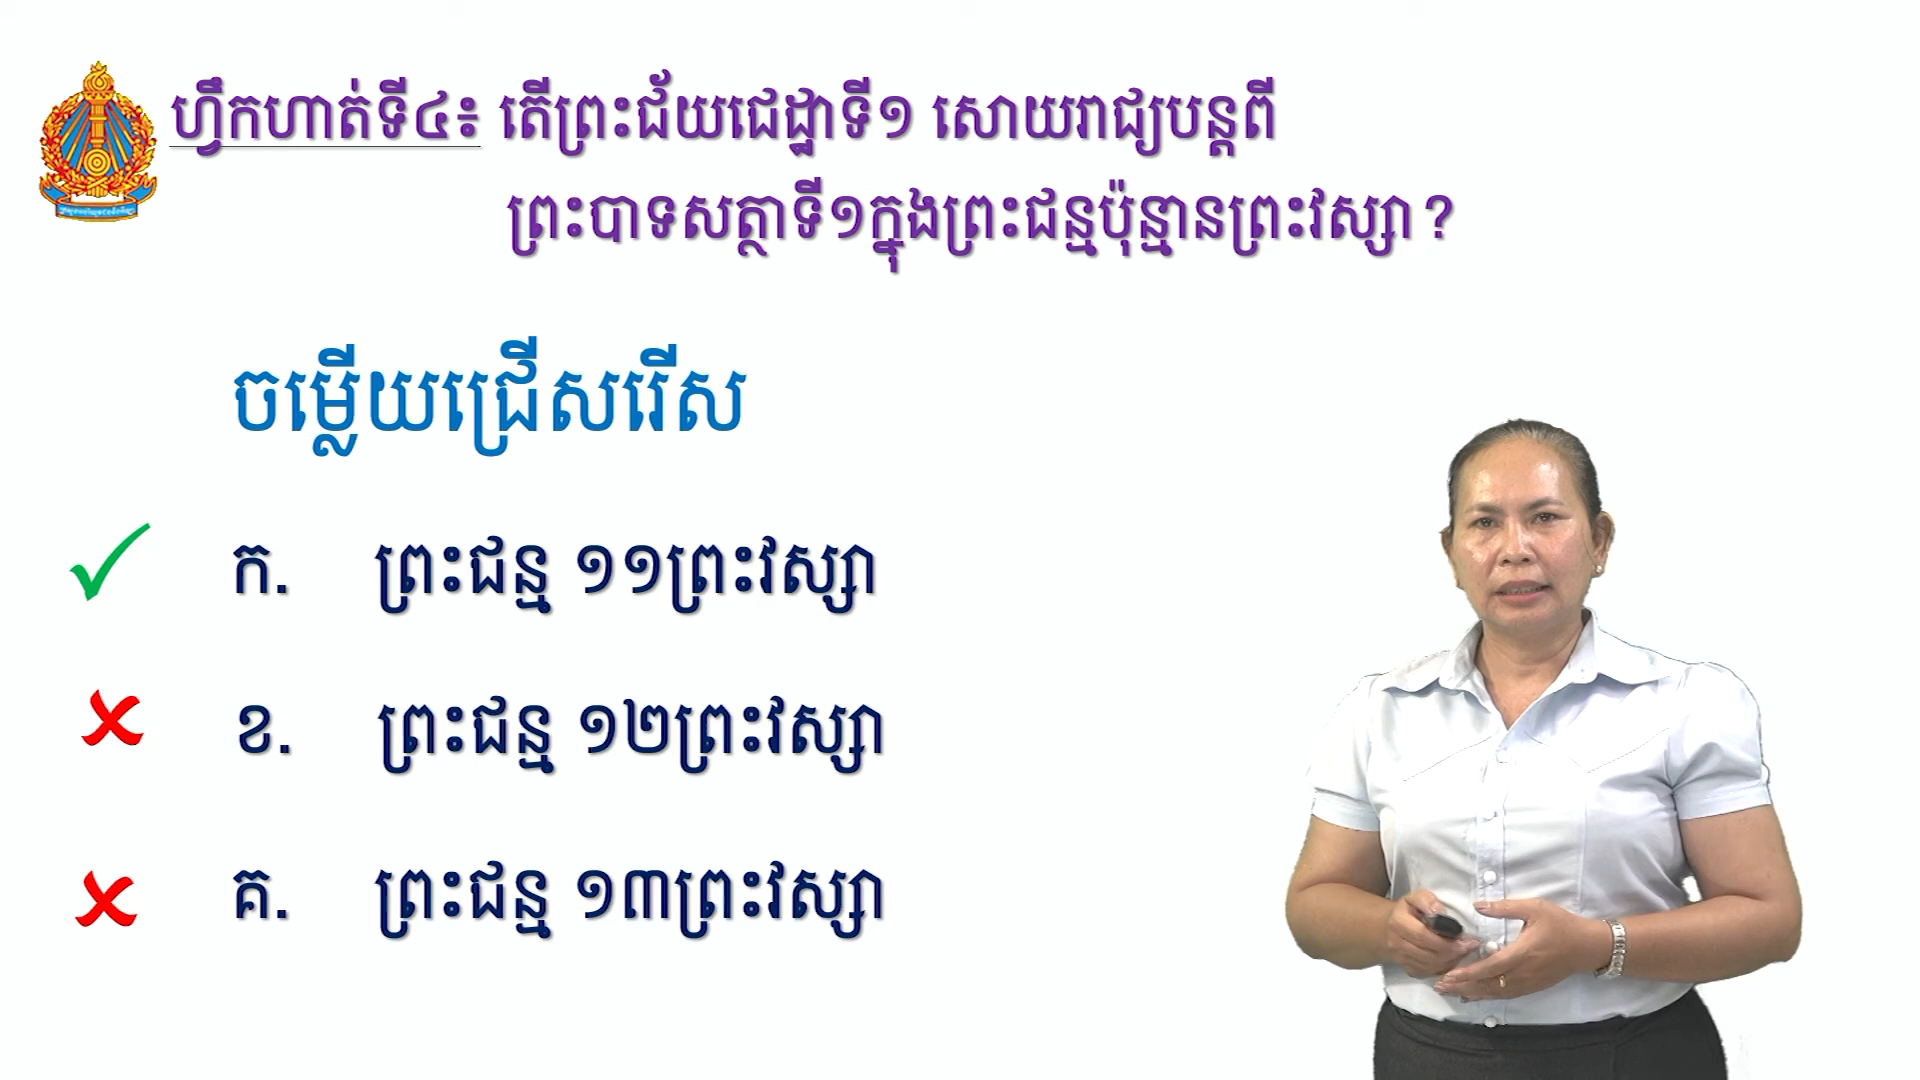 ហ្វឹកហាត់ទី៤៖ តើព្រះជ័យជេដ្ឋាទី១ សោយរាជ្យបន្តពី
ព្រះបាទសត្ថាទី១ក្នុងព្រះជន្មប៉ុន្មានព្រះវស្សា?
ចម្លើយជ្រើសរើស
ក. ព្រះជន្ម ១១ព្រះវស្សា
ខ. ព្រះជន្ម ១២ព្រះវស្សា
គ. ព្រះជន្ម ១៣ព្រះវស្សា